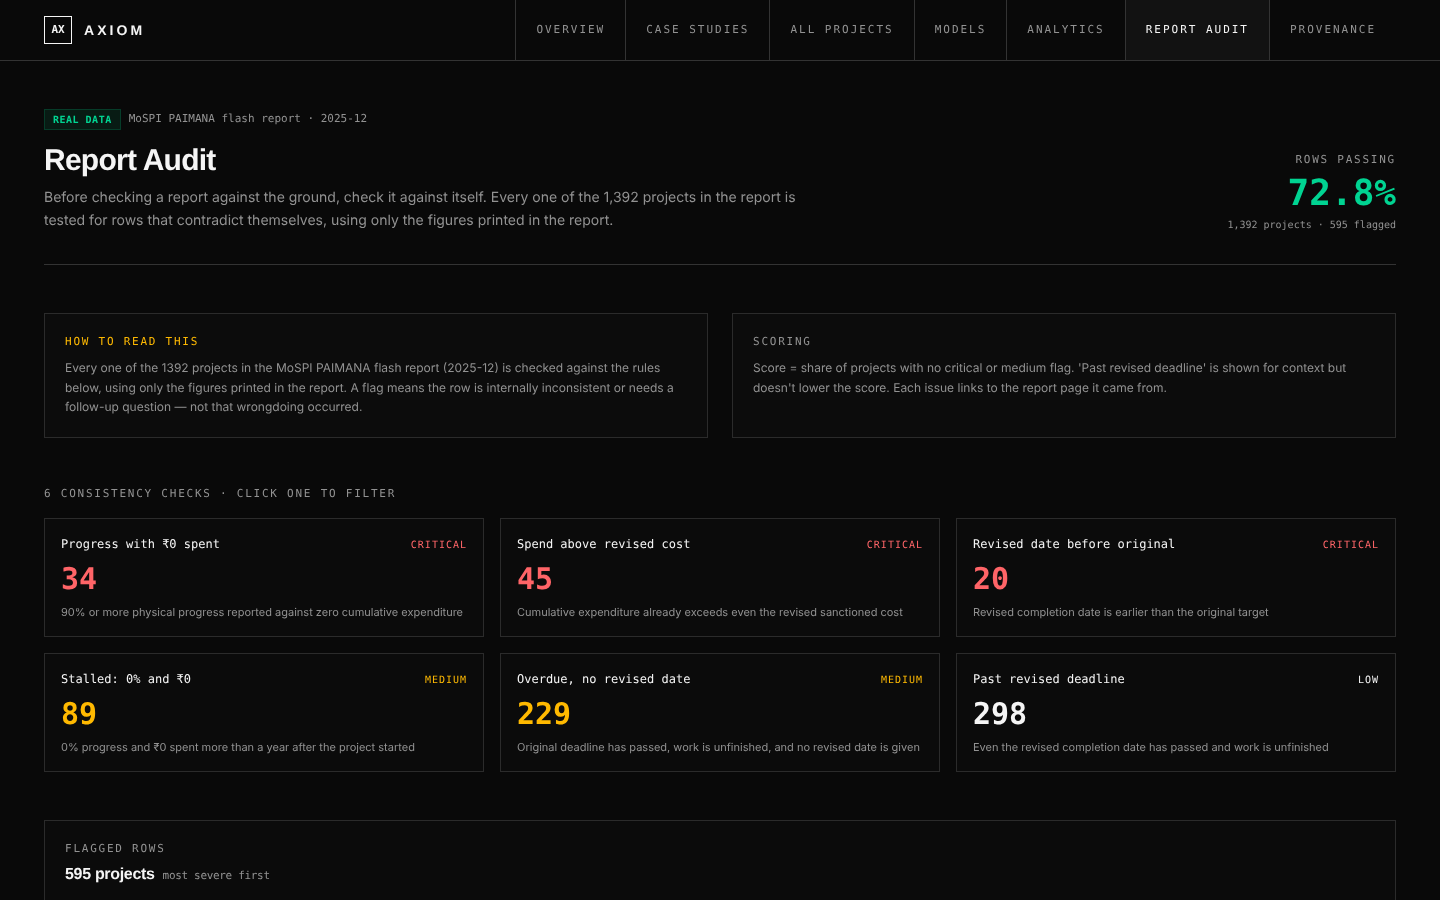 AX AXIOM
OVERVIEW CASE STUDIES ALL PROJECTS MODELS ANALYTICS REPORT AUDIT PROVENANCE
REAL DATA MoSPI PAIMANA flash report · 2025-12
Report Audit
Before checking a report against the ground, check it against itself. Every one of the 1,392 projects in the report is
tested for rows that contradict themselves, using only the figures printed in the report.
ROWS PASSING
72.8%
1,392 projects · 595 flagged
HOW TO READ THIS
Every one of the 1392 projects in the MoSPI PAIMANA flash report (2025-12) is checked against the rules
below, using only the figures printed in the report. A flag means the row is internally inconsistent or needs a
follow-up question — not that wrongdoing occurred.
SCORING
Score = share of projects with no critical or medium flag. 'Past revised deadline' is shown for context but
doesn't lower the score. Each issue links to the report page it came from.
6 CONSISTENCY CHECKS · CLICK ONE TO FILTER
Progress with ₹0 spent CRITICAL
34
90% or more physical progress reported against zero cumulative expenditure
Spend above revised cost CRITICAL
45
Cumulative expenditure already exceeds even the revised sanctioned cost
Revised date before original CRITICAL
20
Revised completion date is earlier than the original target
Stalled: 0% and ₹0 MEDIUM
89
0% progress and ₹0 spent more than a year after the project started
Overdue, no revised date MEDIUM
229
Original deadline has passed, work is unfinished, and no revised date is given
Past revised deadline LOW
298
Even the revised completion date has passed and work is unfinished
FLAGGED ROWS
595 projects most severe first